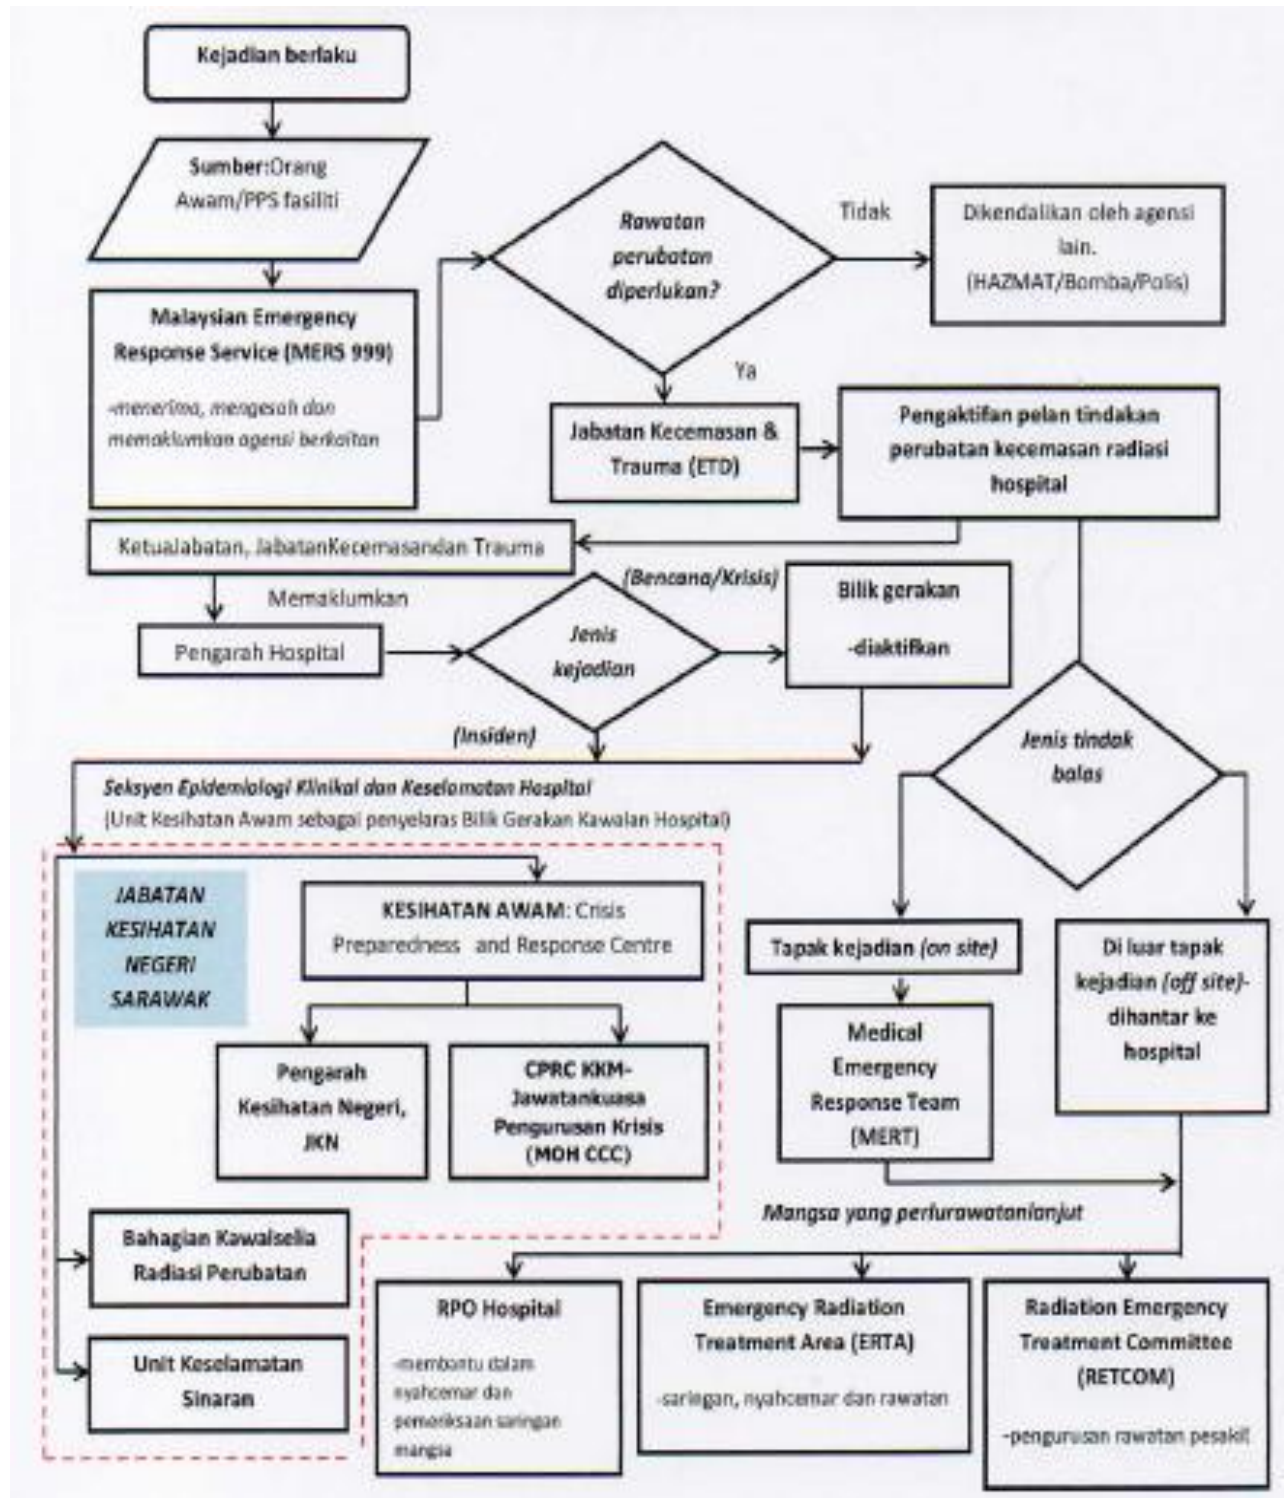 Kejadian berlaku
Sumber:Orang
Awam/PPS fasiliti
Malaysian Emergency
Response Service (MERS 999)
-menerima, mengesah dan
memaklumkan agensi berkaitan
Rawatan
perubatan
diperlukan?
Tidak
Dikendalikan oleh agensi
lain.
(HAZMAT/Bomba/Polis)
Ya
Jabatan Kecemasan &
Trauma (ETD)
Pengaktifan pelan tindakan
perubatan kecemasan radiasi
hospital
KetuaJabatan, JabatanKecemasandan Trauma
Memaklumkan
Pengarah Hospital
Jenis
kejadian
(Bencana/Krisis)
Bilik gerakan
-diaktifkan
(Insiden)
Seksyen Epidemiologi Klinikal dan Keselamatan Hospital
(Unit Kesihatan Awam sebagai penyelaras Bilik Gerakan Kawalan Hospital)
Jenis tindak
balas
JABATAN
KESIHATAN
NEGERI
SARAWAK
KESIHATAN AWAM: Crisis
Preparedness and Response Centre
Pengarah
Kesihatan Negeri,
JKN
CPRC KKM-
Jawatankuasa
Pengurusan Krisis
(MOH CCC)
Tapak kejadian (on site)
Medical
Emergency
Response Team
(MERT)
Di luar tapak
kejadian (off site)-
dihantar ke
hospital
Mangsa yang perlurawatanlanjut
Bahagian Kawalselia
Radiasi Perubatan
Unit Keselamatan
Sinaran
RPO Hospital
-membantu dalam
nyahcemar dan
pemeriksaan saringan
mangsa
Emergency Radiation
Treatment Area (ERTA)
-saringan, nyahcemar dan rawatan
Radiation Emergency
Treatment Committee
(RETCOM)
-pengurusan rawatan pesakit